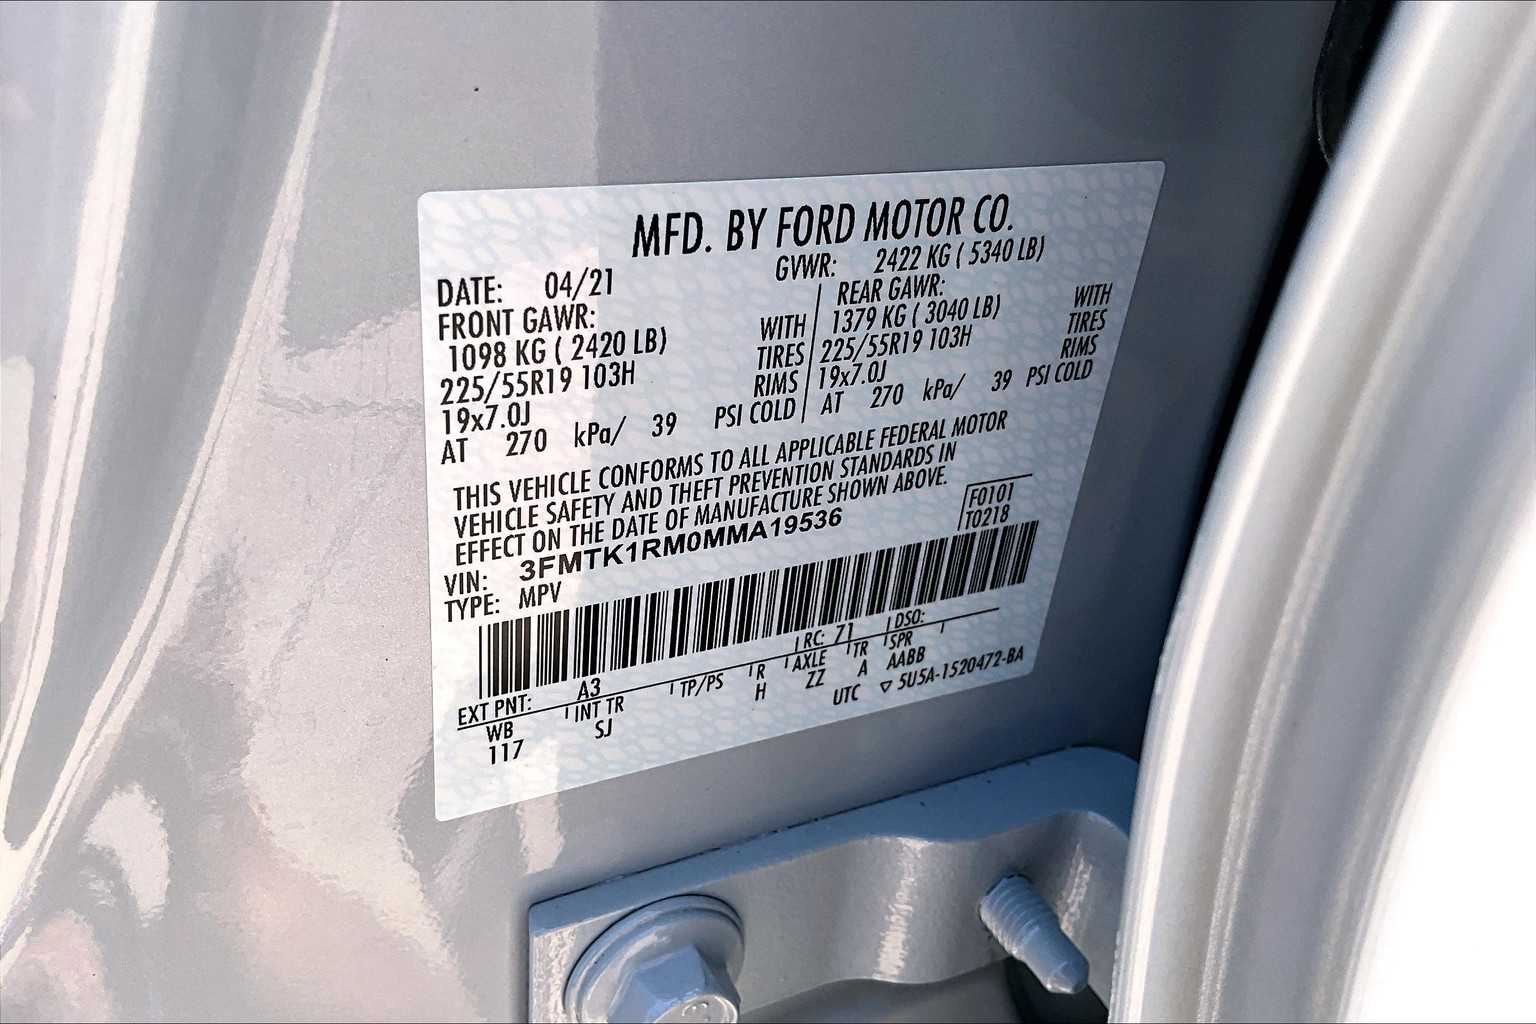 MFD. BY FORD MOTOR CO.
DATE: 04/21
GVWR: 2422 KG ( 5340 LB)
FRONT GAWR:
1098 KG ( 2420 LB) WITH
225/55R19 103H TIRES
19x7.0J RIMS
AT 270 kPa/ 39 PSI COLD
REAR GAWR:
1379 KG ( 3040 LB) WITH
225/55R19 103H TIRES
19x7.0J RIMS
AT 270 kPa/ 39 PSI COLD
THIS VEHICLE CONFORMS TO ALL APPLICABLE FEDERAL MOTOR
VEHICLE SAFETY AND THEFT PREVENTION STANDARDS IN
EFFECT ON THE DATE OF MANUFACTURE SHOWN ABOVE.
F0101
T0218
VIN: 3FMTK1RM0MMA19536
TYPE: MPV
EXT PNT: A3 RC: 71 DSO:
WB INT TR TP/PS R AXLE TR SPR
117 SJ H ZZ A AABB
UTC ▽ 5U5A-1520472-BA